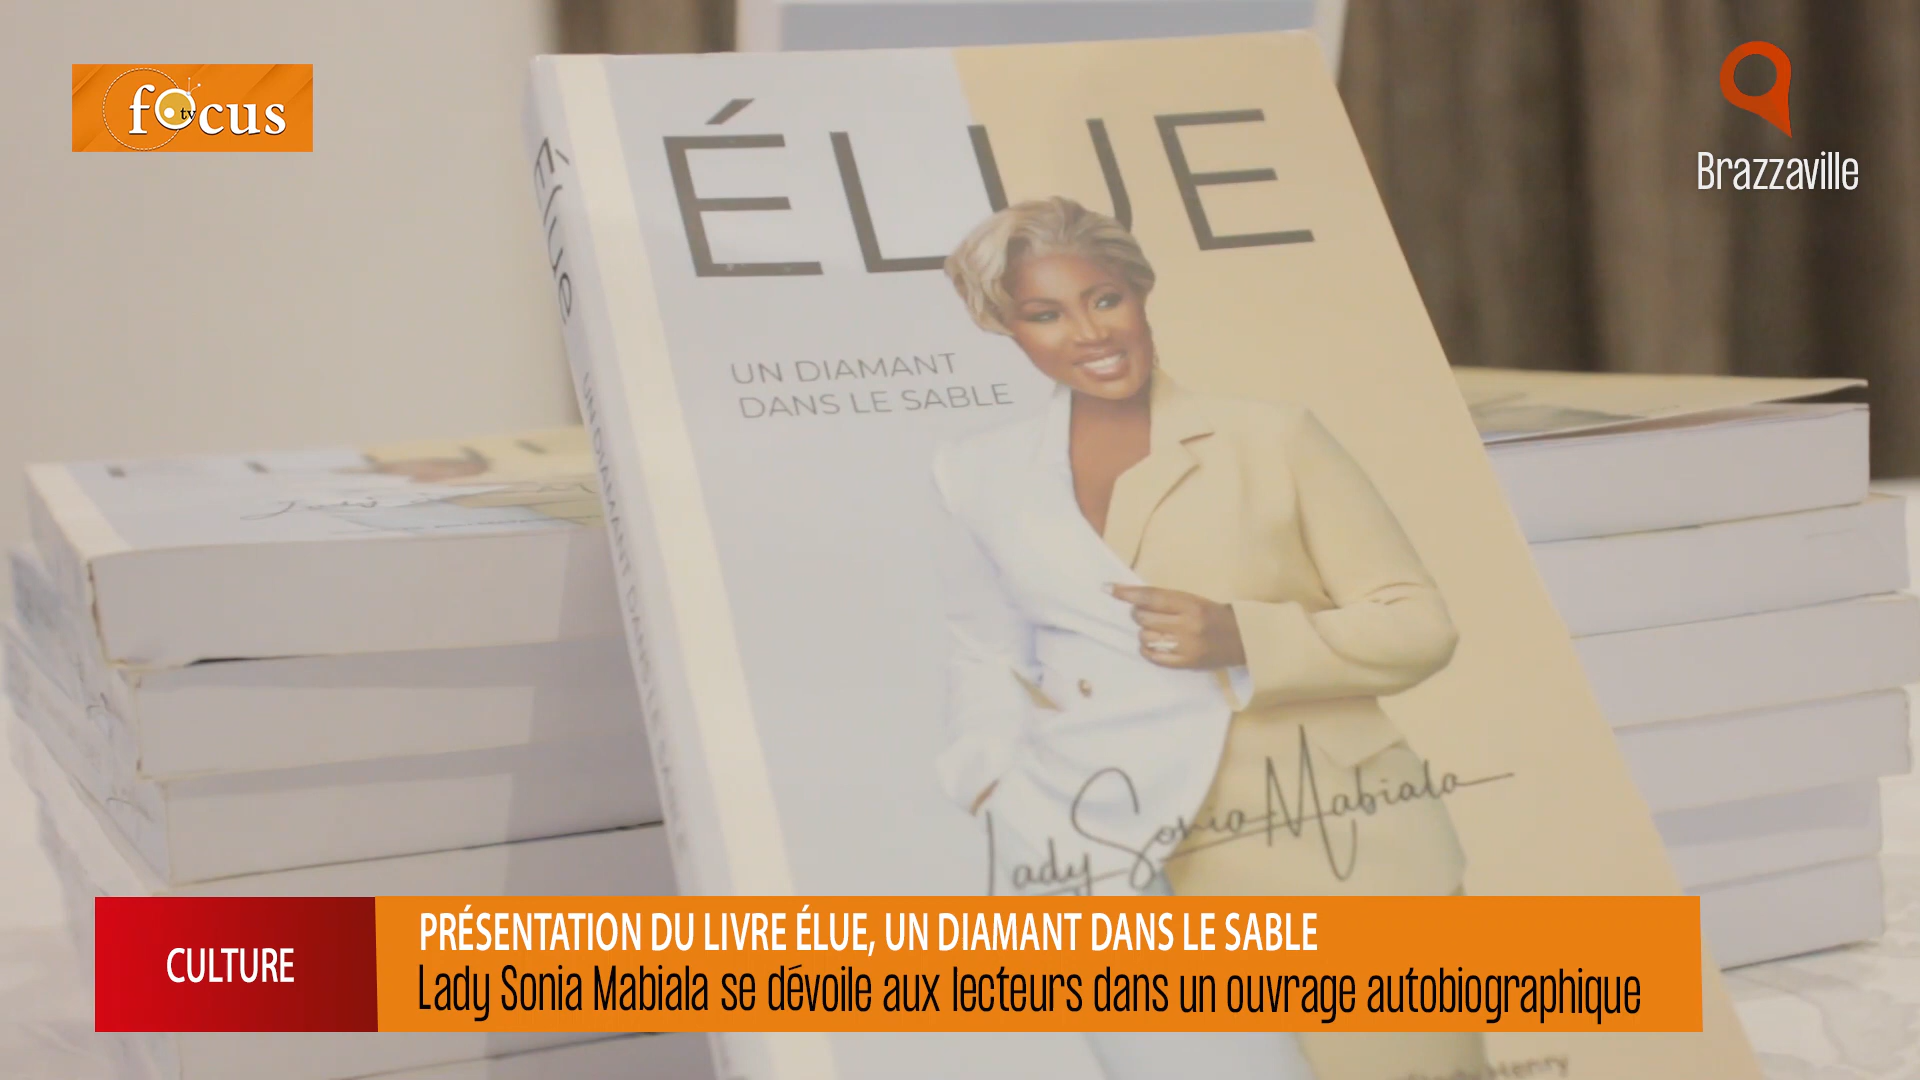 focus
tv
Brazzaville
ÉLUE
UN DIAMANT
DANS LE SABLE
Élue
UN DIAMANT DANS LE SABLE
Lady Sonia Mabiala
CULTURE
PRÉSENTATION DU LIVRE ÉLUE, UN DIAMANT DANS LE SABLE
Lady Sonia Mabiala se dévoile aux lecteurs dans un ouvrage autobiographique
Henry